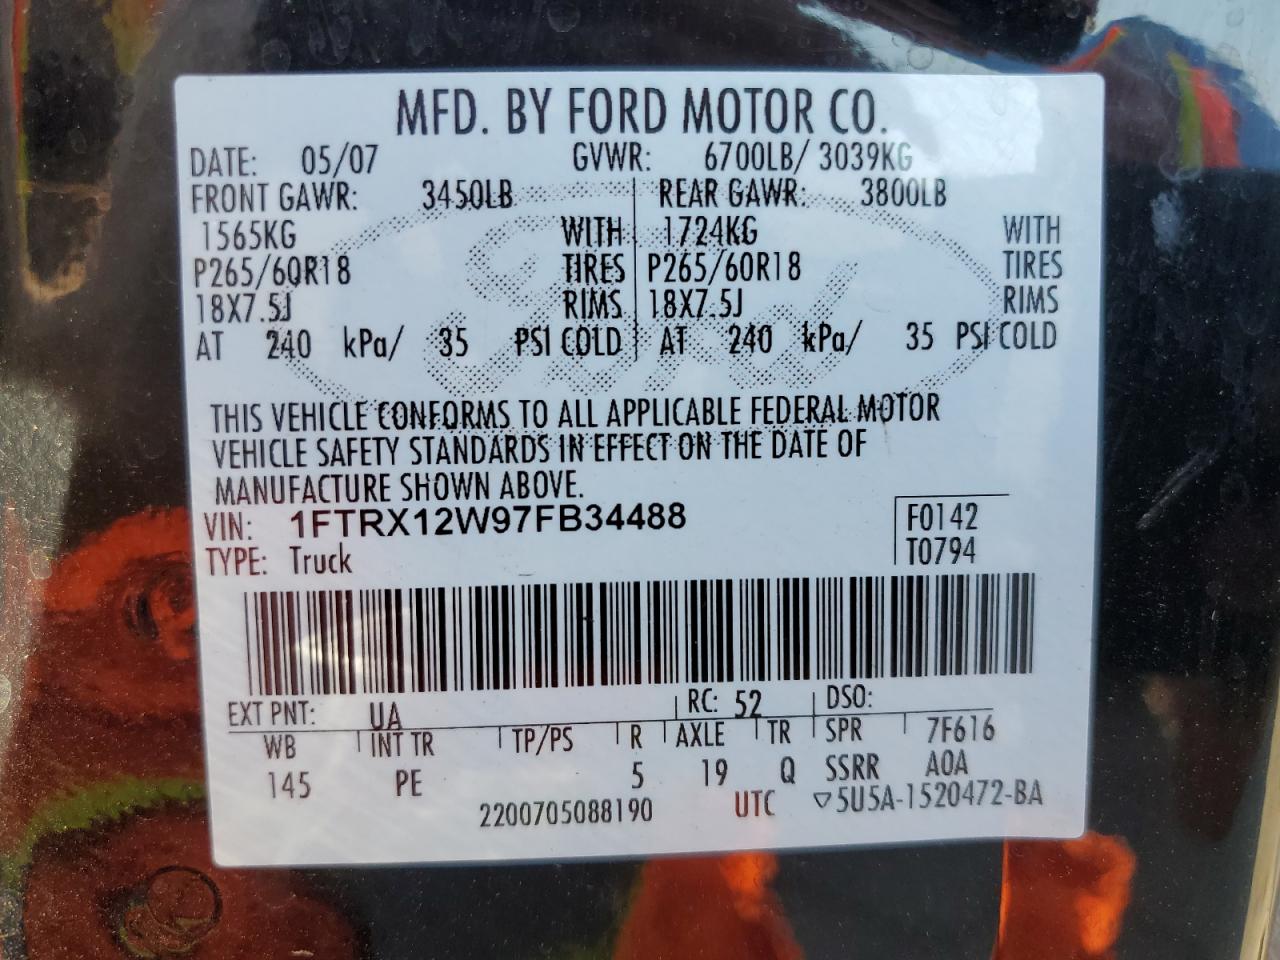 MFD. BY FORD MOTOR CO.
DATE: 05/07 GVWR: 6700LB/ 3039KG
FRONT GAWR: 3450LB REAR GAWR: 3800LB
1565KG WITH 1724KG WITH
P265/60R18 TIRES P265/60R18 TIRES
18X7.5J RIMS 18X7.5J RIMS
AT 240 kPa/ 35 PSI COLD AT 240 kPa/ 35 PSI COLD
THIS VEHICLE CONFORMS TO ALL APPLICABLE FEDERAL MOTOR
VEHICLE SAFETY STANDARDS IN EFFECT ON THE DATE OF
MANUFACTURE SHOWN ABOVE.
VIN: 1FTRX12W97FB34488 F0142
TYPE: Truck T0794
EXT PNT: UA RC: 52 DSO:
WB INT TR TP/PS R AXLE TR SPR 7F616
145 PE 5 19 Q SSRR A0A
2200705088190 UTC ▽5U5A-1520472-BA
Ford